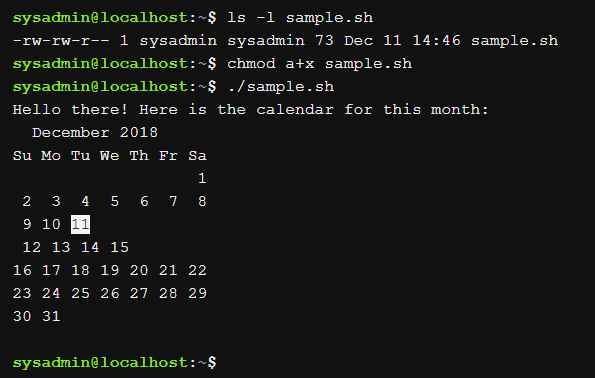 sysadmin@localhost:~$ ls -l sample.sh
-rw-rw-r-- 1 sysadmin sysadmin 73 Dec 11 14:46 sample.sh
sysadmin@localhost:~$ chmod a+x sample.sh
sysadmin@localhost:~$ ./sample.sh
Hello there! Here is the calendar for this month:
   December 2018
Su Mo Tu We Th Fr Sa
                   1
 2  3  4  5  6  7  8
 9 10 11
 12 13 14 15
16 17 18 19 20 21 22
23 24 25 26 27 28 29
30 31
sysadmin@localhost:~$